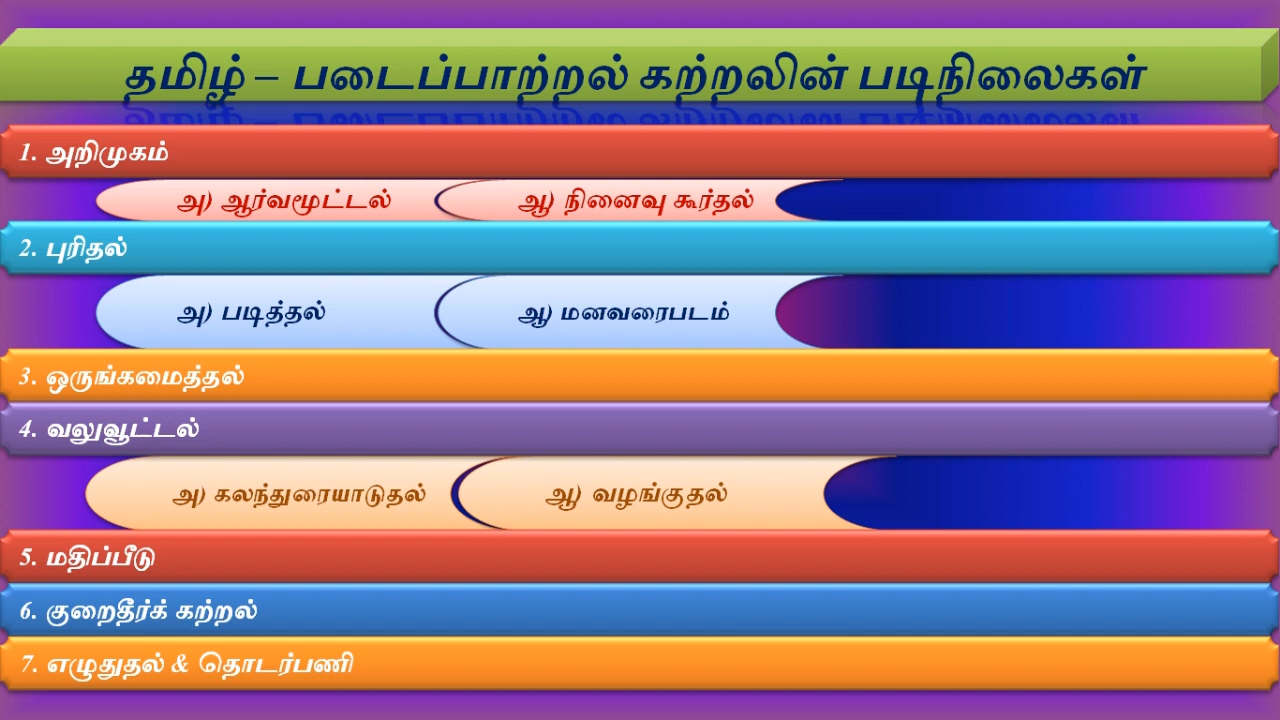 தமிழ் – படைப்பாற்றல் கற்றலின் படிநிலைகள்
1. அறிமுகம்
அ) ஆர்வமூட்டல் ஆ) நினைவு கூர்தல்
2. புரிதல்
அ) படித்தல் ஆ) மனவரைபடம்
3. ஒருங்கமைத்தல்
4. வலுவூட்டல்
அ) கலந்துரையாடுதல் ஆ) வழங்குதல்
5. மதிப்பீடு
6. குறைதீர்க் கற்றல்
7. எழுதுதல் & தொடர்பணி